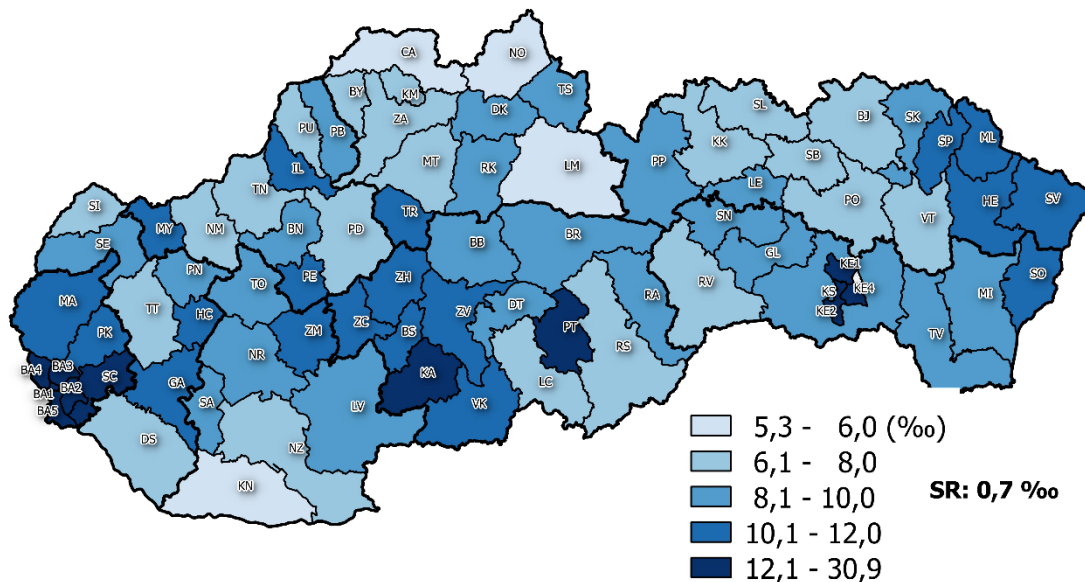 CA
NO
TS
BY
KM
DK
SL
BJ
SK
PU
PB
ZA
KK
SP
ML
IL
MT
RK
LM
PP
SB
LE
PO
VT
HE
SV
TN
SI
MY
NM
BN
PD
TR
BB
BR
SN
GL
SE
PN
TO
PE
ZH
RV
KE1
SO
MA
TT
HC
ZM
ZC
BS
ZV
DT
RA
KS
KE4
MI
PK
NR
PT
KE2
TV
BA4
BA3
SC
GA
SA
LV
KA
VK
LC
RS
BA1
BA2
BA5
DS
NZ
KN
5,3 - 6,0 (‰)
6,1 - 8,0
8,1 - 10,0
SR: 0,7 ‰
10,1 - 12,0
12,1 - 30,9